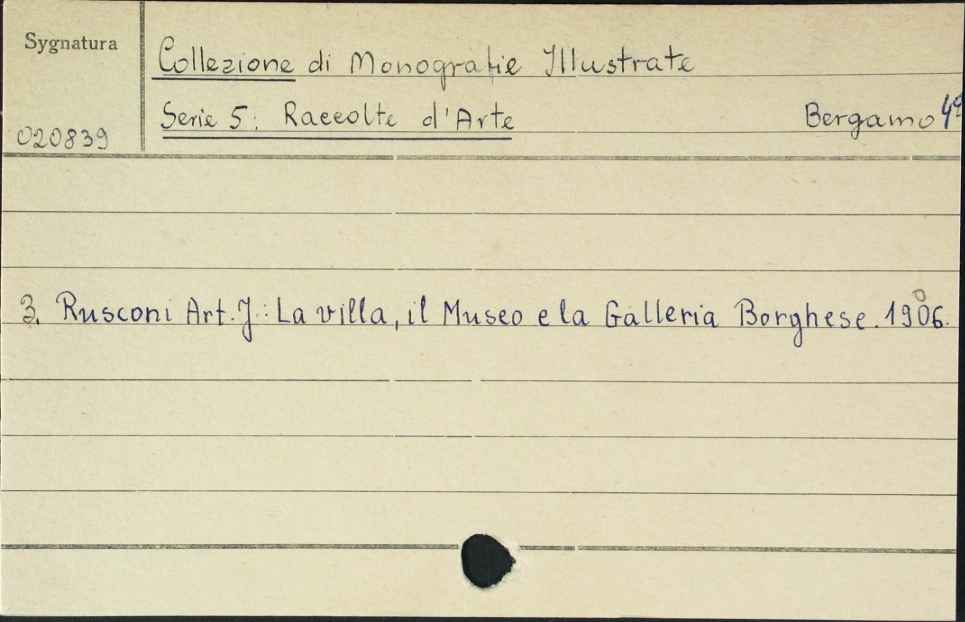 Sygnatura
Collezione di Monografie Illustrate
Serie 5: Raccolte d'Arte Bergamo 4°
020839
3. Rusconi Art. J.: La villa, il Museo e la Galleria Borghese. 1906.